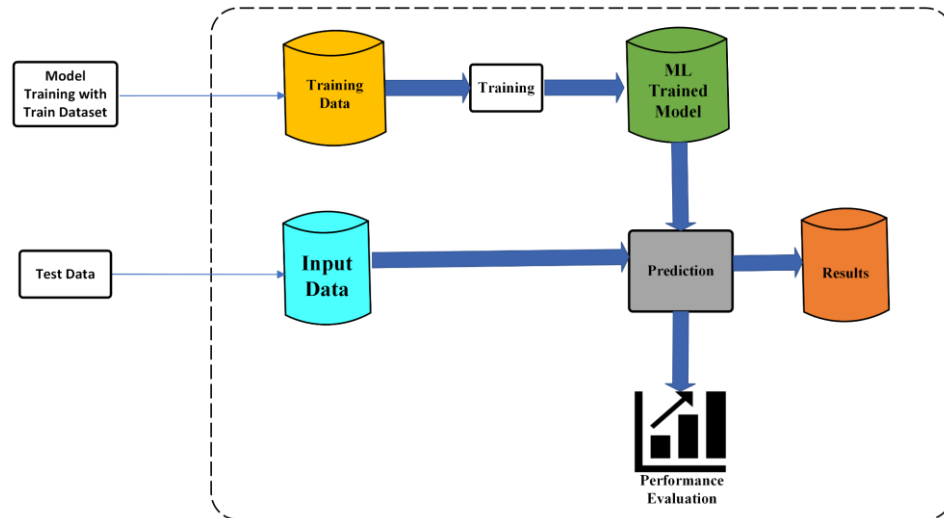 Model
Training with
Train Dataset
Training
Data
Training
ML
Trained
Model
Test Data
Input
Data
Prediction
Results
Performance
Evaluation